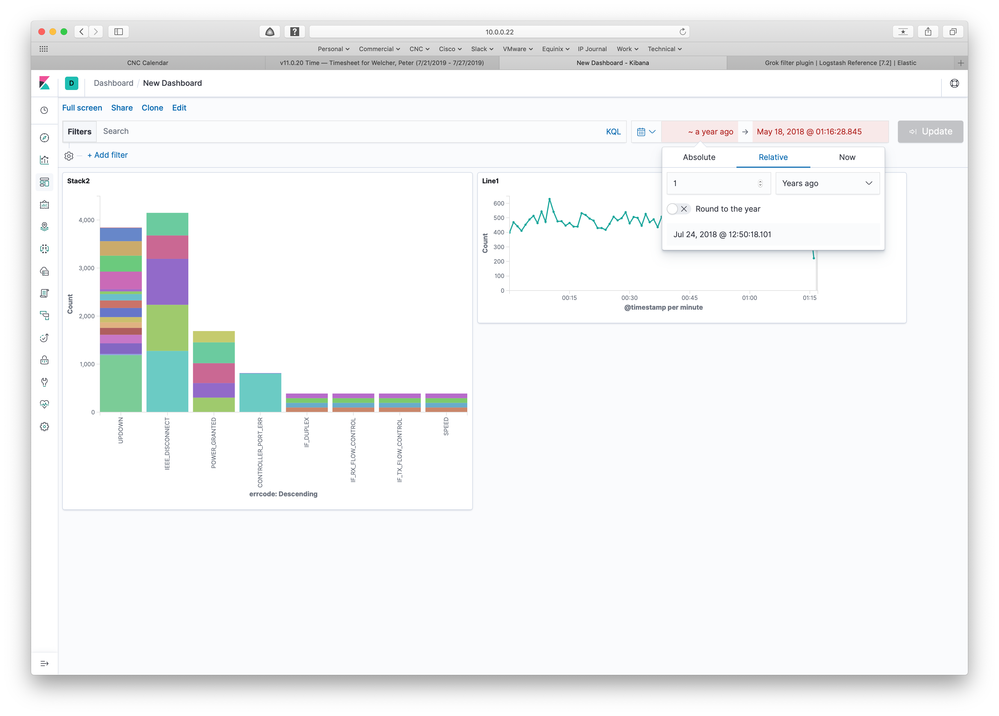 10.0.0.22
Personal Commercial CNC Cisco Slack VMware Equinix IP Journal Work Technical
CNC Calendar
v11.0.20 Time — Timesheet for Welcher, Peter (7/21/2019 - 7/27/2019)
New Dashboard - Kibana
Grok filter plugin | Logstash Reference [7.2] | Elastic
D
Dashboard / New Dashboard
Full screen Share Clone Edit
Filters Search KQL
~ a year ago → May 18, 2018 @ 01:16:28.845
Update
+ Add filter
Absolute Relative Now
1
Years ago
Round to the year
Jul 24, 2018 @ 12:50:18.101
Stack2
4,000
3,000
2,000
1,000
0
Count
UPDOWN
IEEE_DISCONNECT
POWER_GRANTED
CONTROLLER_PORT_ERR
IF_DUPLEX
IF_RX_FLOW_CONTROL
IF_TX_FLOW_CONTROL
SPEED
errcode: Descending
Line1
600
500
400
300
200
100
0
Count
00:15 00:30 00:45 01:00 01:15
@timestamp per minute